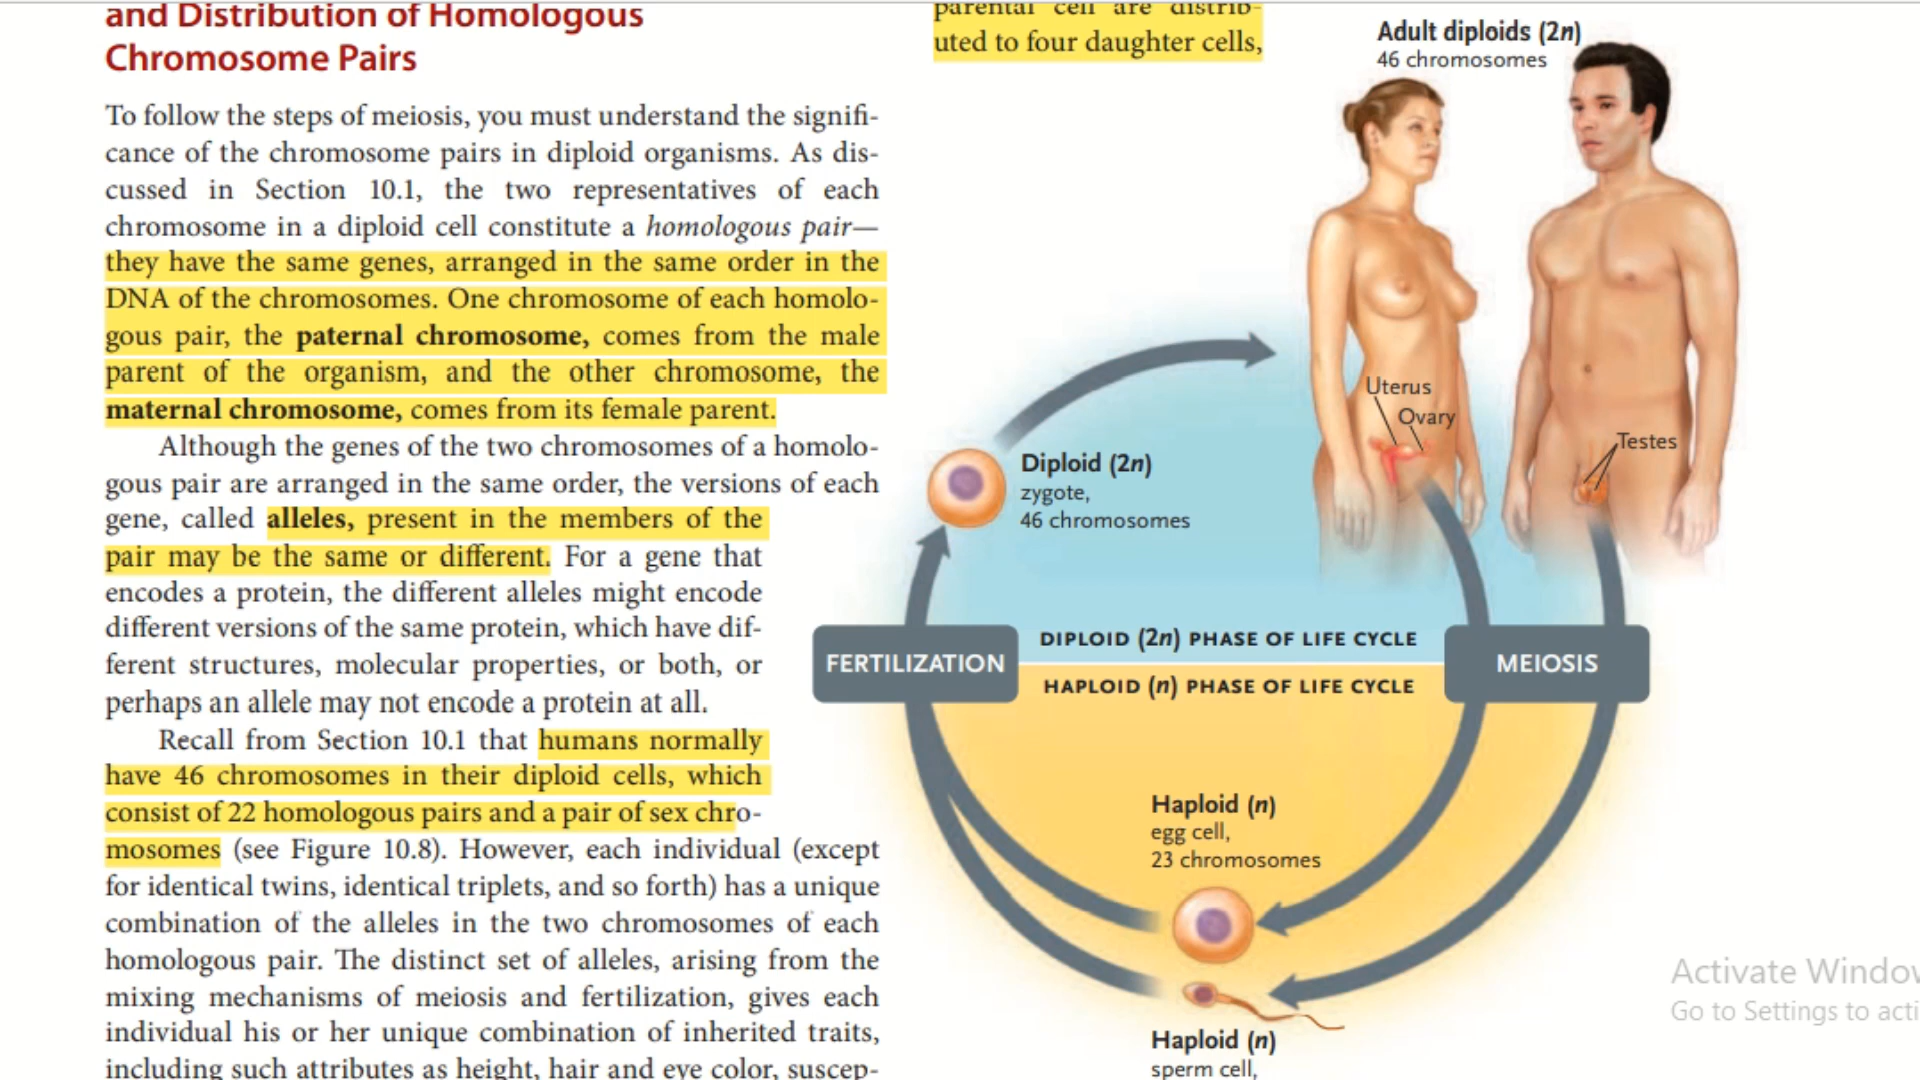 and Distribution of Homologous
Chromosome Pairs
To follow the steps of meiosis, you must understand the signifi-
cance of the chromosome pairs in diploid organisms. As dis-
cussed in Section 10.1, the two representatives of each
chromosome in a diploid cell constitute a homologous pair—
they have the same genes, arranged in the same order in the
DNA of the chromosomes. One chromosome of each homolo-
gous pair, the paternal chromosome, comes from the male
parent of the organism, and the other chromosome, the
maternal chromosome, comes from its female parent.
Although the genes of the two chromosomes of a homolo-
gous pair are arranged in the same order, the versions of each
gene, called alleles, present in the members of the
pair may be the same or different. For a gene that
encodes a protein, the different alleles might encode
different versions of the same protein, which have dif-
ferent structures, molecular properties, or both, or
perhaps an allele may not encode a protein at all.
Recall from Section 10.1 that humans normally
have 46 chromosomes in their diploid cells, which
consist of 22 homologous pairs and a pair of sex chro-
mosomes (see Figure 10.8). However, each individual (except
for identical twins, identical triplets, and so forth) has a unique
combination of the alleles in the two chromosomes of each
homologous pair. The distinct set of alleles, arising from the
mixing mechanisms of meiosis and fertilization, gives each
individual his or her unique combination of inherited traits,
including such attributes as height, hair and eye color, suscep-
parental cell are distrib-
uted to four daughter cells,
Adult diploids (2n)
46 chromosomes
Uterus
Ovary
Testes
Diploid (2n)
zygote,
46 chromosomes
FERTILIZATION
DIPLOID (2n) PHASE OF LIFE CYCLE
HAPLOID (n) PHASE OF LIFE CYCLE
MEIOSIS
Haploid (n)
egg cell,
23 chromosomes
Haploid (n)
sperm cell,
Activate Window
Go to Settings to acti